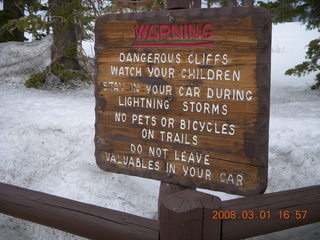 WARNING
DANGEROUS CLIFFS
WATCH YOUR CHILDREN
STAY IN YOUR CAR DURING
LIGHTNING STORMS
NO PETS OR BICYCLES
ON TRAILS
DO NOT LEAVE
VALUABLES IN YOUR CAR
2008.03.01 16:57